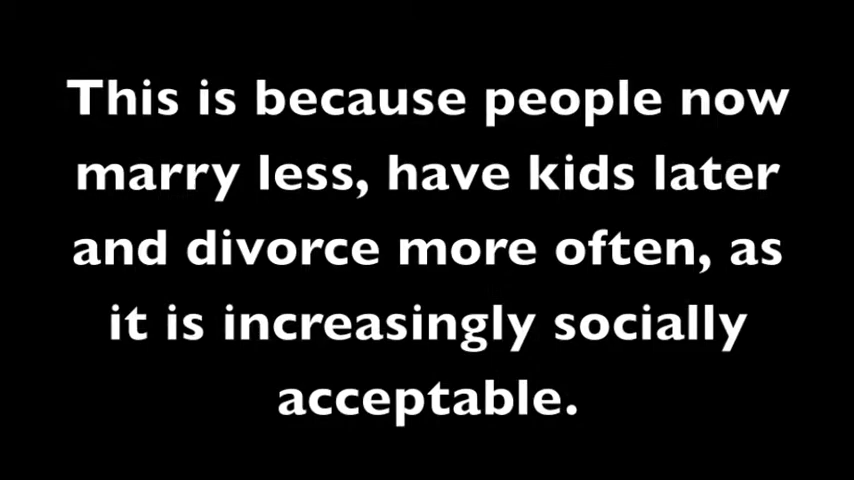 This is because people now
marry less, have kids later
and divorce more often, as
it is increasingly socially
acceptable.